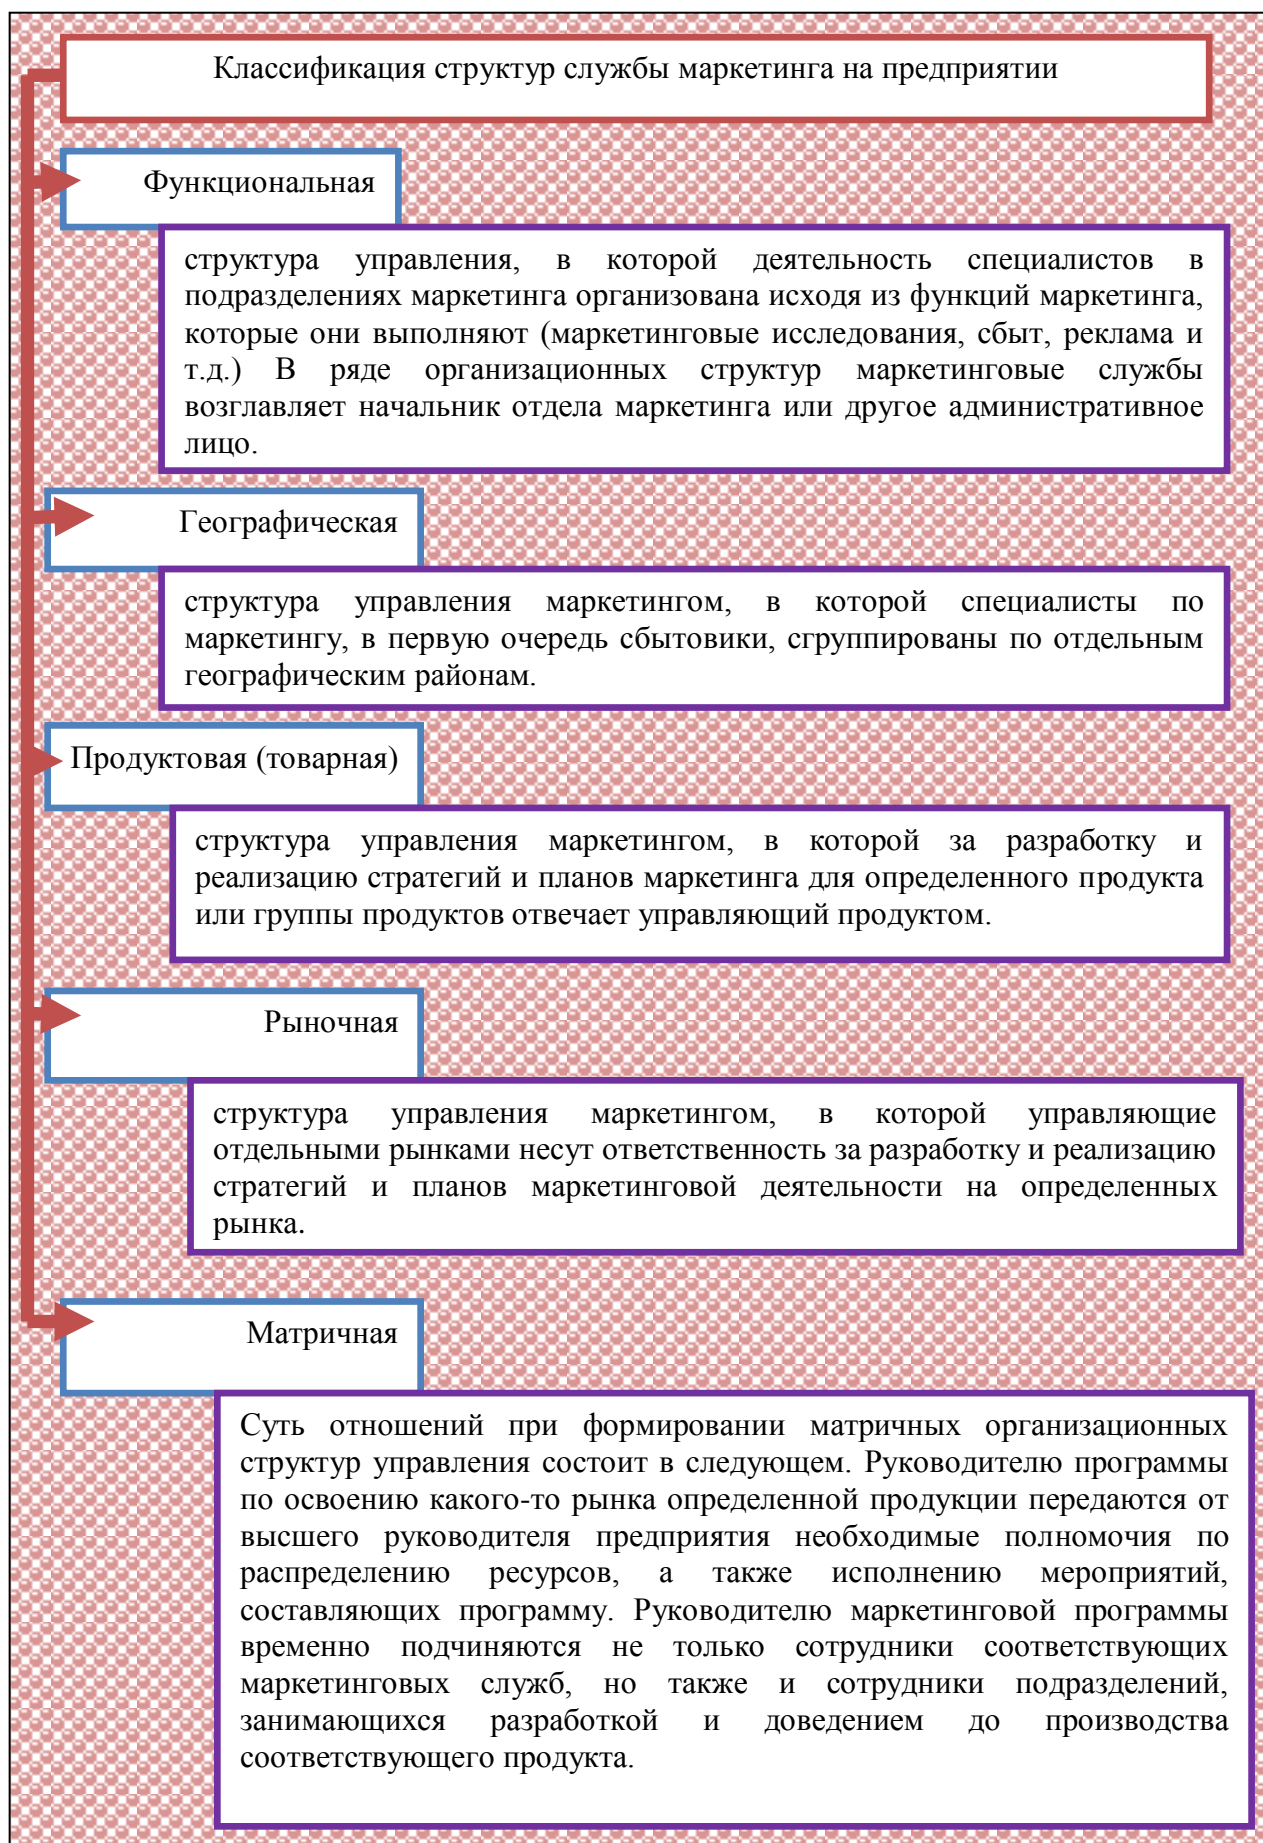 Классификация структур службы маркетинга на предприятии
Функциональная
структура управления, в которой деятельность специалистов в
подразделениях маркетинга организована исходя из функций маркетинга,
которые они выполняют (маркетинговые исследования, сбыт, реклама и
т.д.) В ряде организационных структур маркетинговые службы
возглавляет начальник отдела маркетинга или другое административное
лицо.
Географическая
структура управления маркетингом, в которой специалисты по
маркетингу, в первую очередь сбытовики, сгруппированы по отдельным
географическим районам.
Продуктовая (товарная)
структура управления маркетингом, в которой за разработку и
реализацию стратегий и планов маркетинга для определенного продукта
или группы продуктов отвечает управляющий продуктом.
Рыночная
структура управления маркетингом, в которой управляющие
отдельными рынками несут ответственность за разработку и реализацию
стратегий и планов маркетинговой деятельности на определенных
рынка.
Матричная
Суть отношений при формировании матричных организационных
структур управления состоит в следующем. Руководителю программы
по освоению какого-то рынка определенной продукции передаются от
высшего руководителя предприятия необходимые полномочия по
распределению ресурсов, а также исполнению мероприятий,
составляющих программу. Руководителю маркетинговой программы
временно подчиняются не только сотрудники соответствующих
маркетинговых служб, но также и сотрудники подразделений,
занимающихся разработкой и доведением до производства
соответствующего продукта.